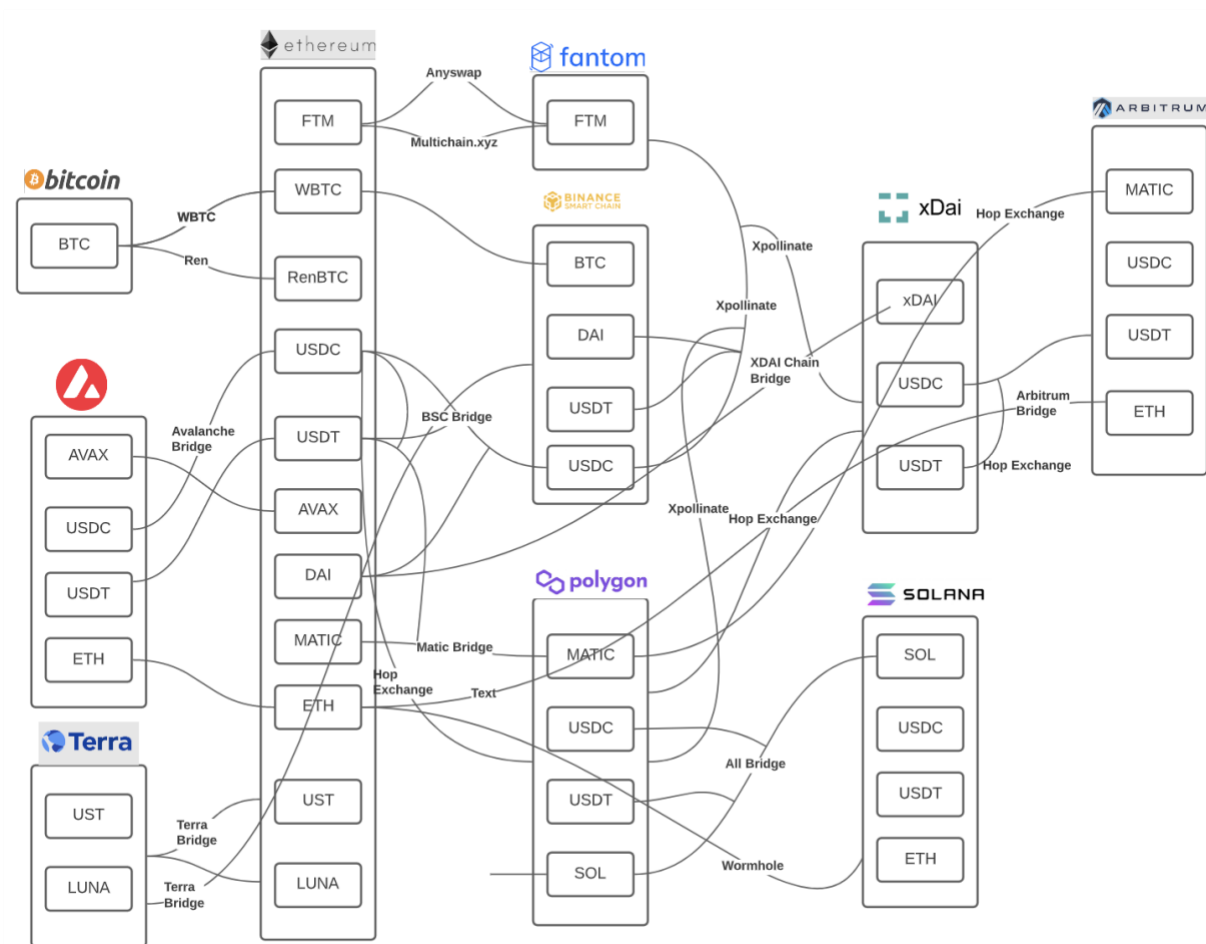 ethereum
FTM
WBTC
RenBTC
USDC
USDT
AVAX
DAI
MATIC
ETH
UST
LUNA
bitcoin
BTC
WBTC
Ren
AVAX
USDC
USDT
ETH
Avalanche
Bridge
Terra
UST
LUNA
Terra
Bridge
Terra
Bridge
Anyswap
Multichain.xyz
fantom
FTM
BINANCE
SMART CHAIN
BTC
DAI
USDT
USDC
BSC Bridge
Matic Bridge
Hop
Exchange
Text
polygon
MATIC
USDC
USDT
SOL
Xpollinate
Xpollinate
XDAI Chain
Bridge
Xpollinate
Hop Exchange
All Bridge
Wormhole
xDai
xDAI
USDC
USDT
Hop Exchange
Arbitrum
Bridge
Hop Exchange
SOLANA
SOL
USDC
USDT
ETH
ARBITRUM
MATIC
USDC
USDT
ETH